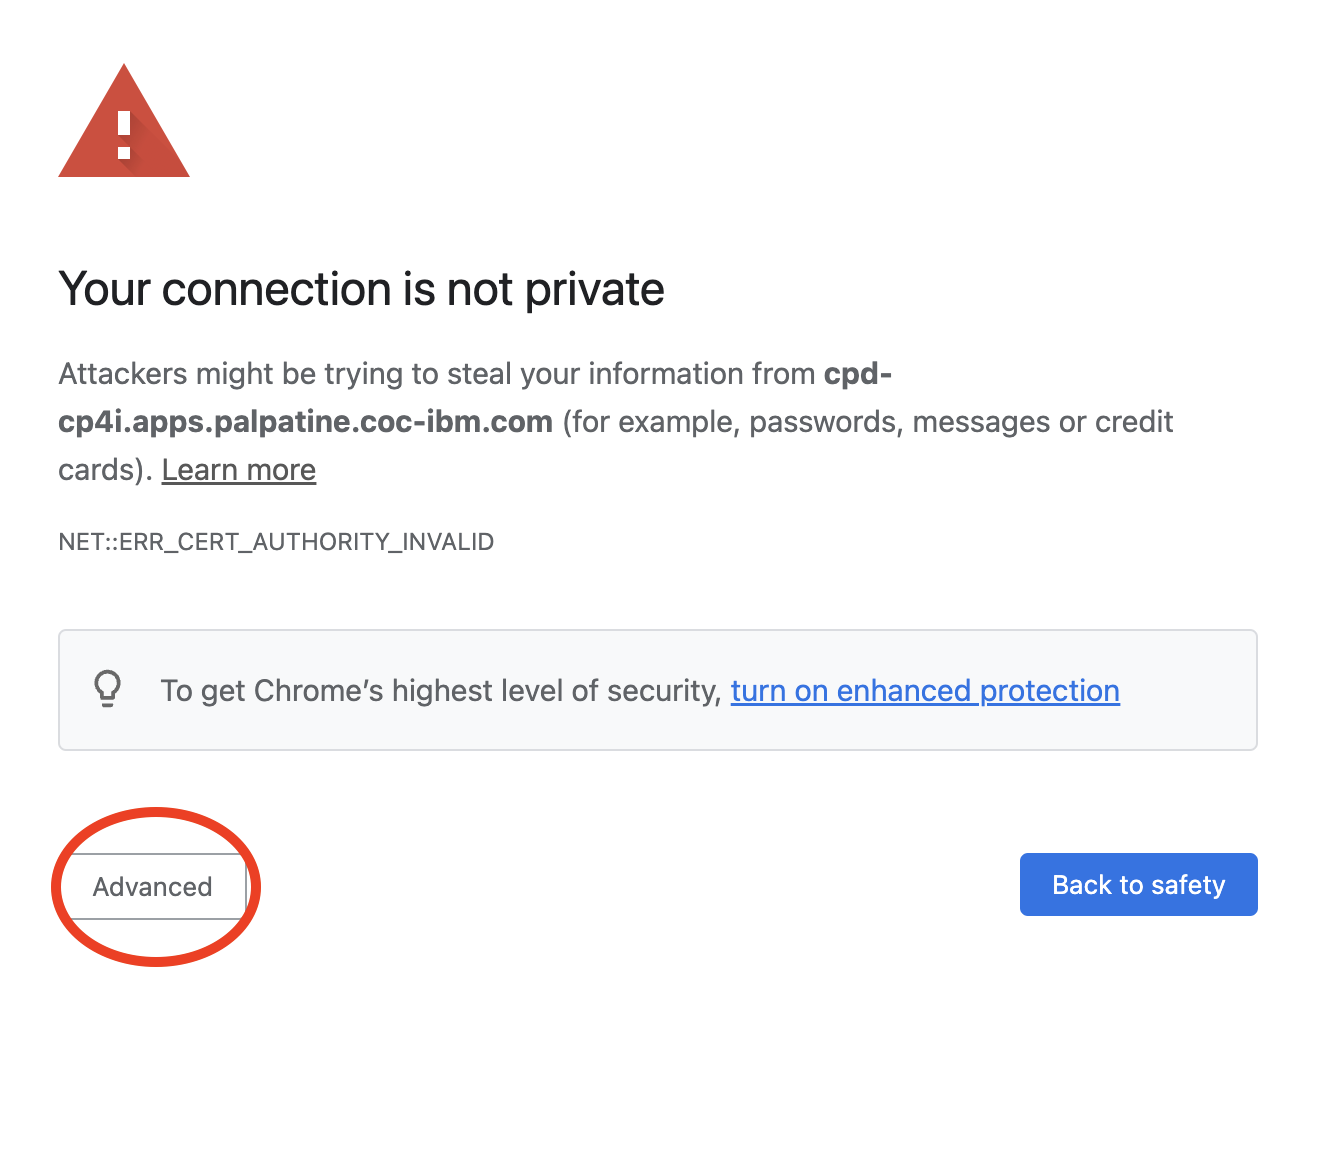 Your connection is not private
Attackers might be trying to steal your information from cpd-
cp4i.apps.palpatine.coc-ibm.com (for example, passwords, messages or credit
cards). Learn more
NET::ERR_CERT_AUTHORITY_INVALID
To get Chrome’s highest level of security, turn on enhanced protection
Advanced
Back to safety